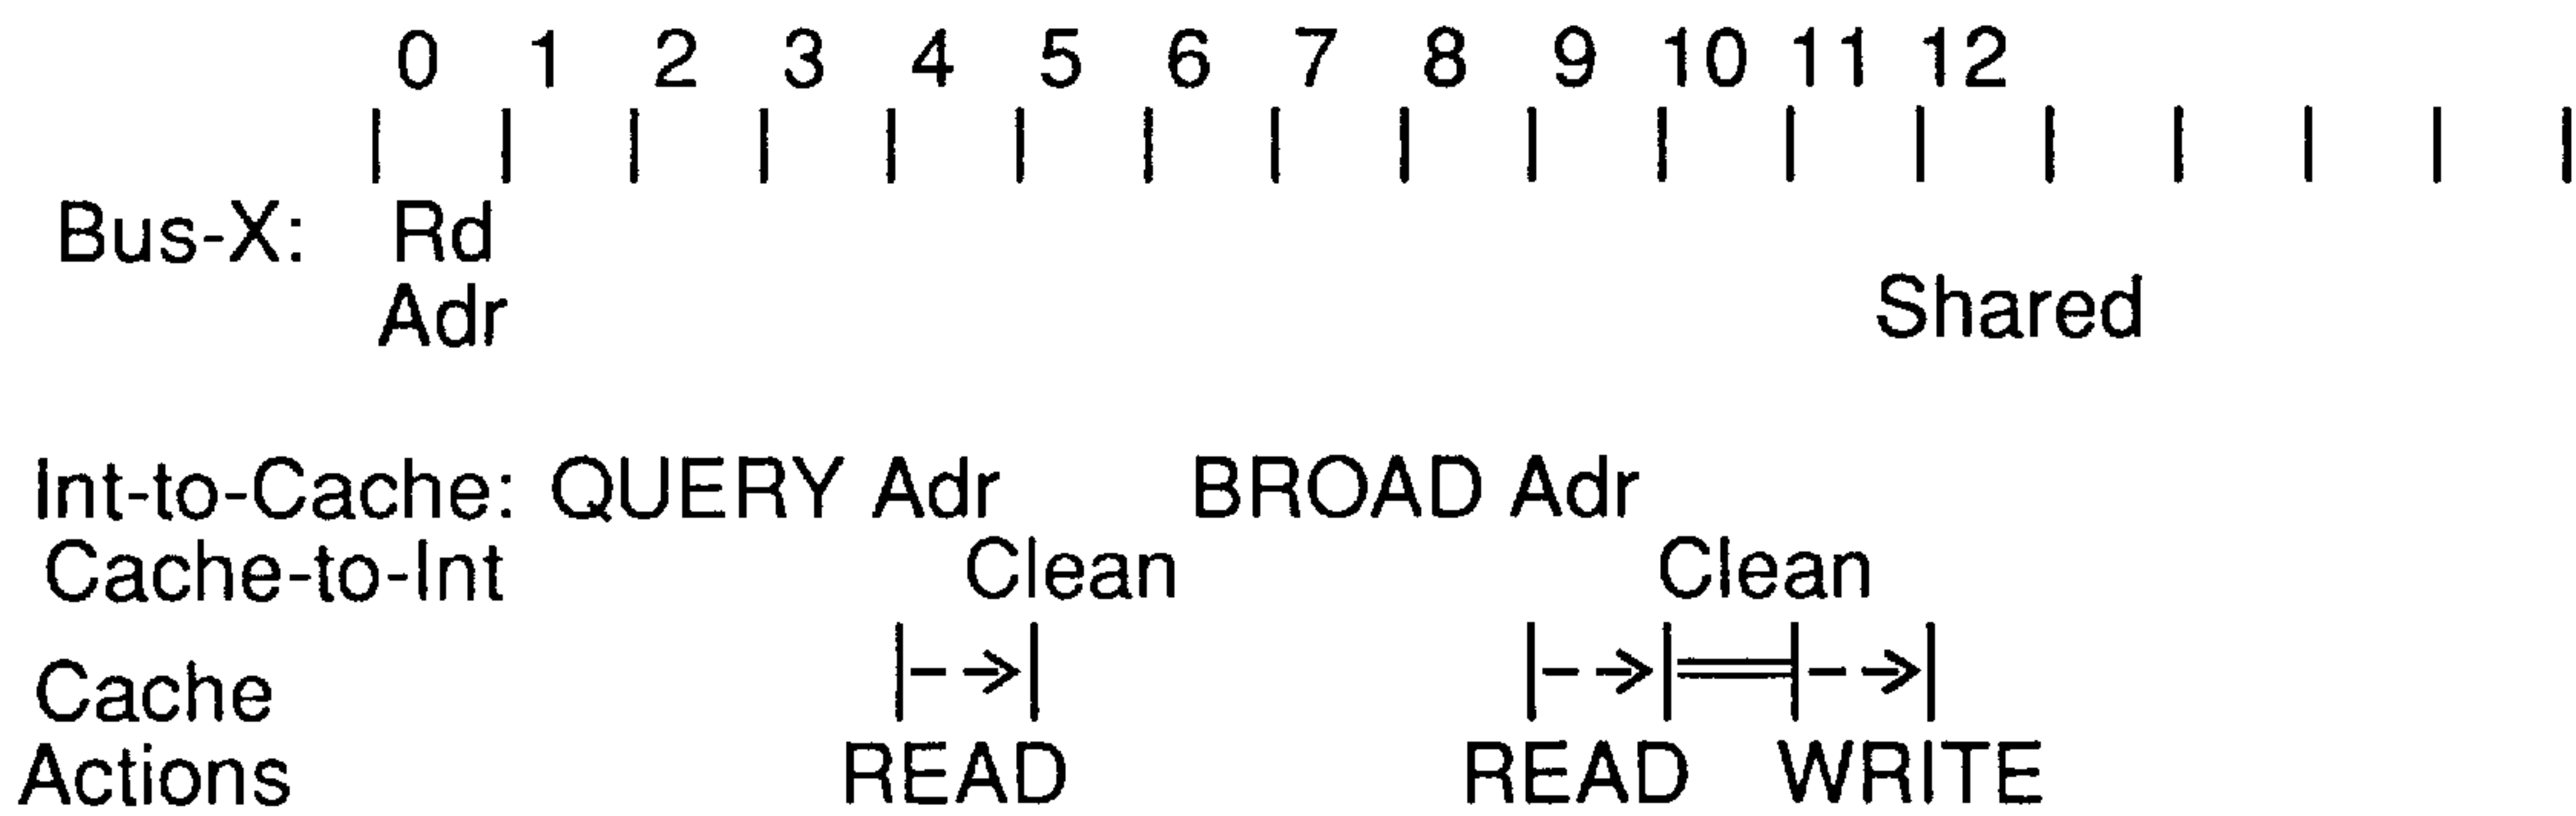 0 1 2 3 4 5 6 7 8 9 10 11 12
Bus-X: Rd
Adr Shared
Int-to-Cache: QUERY Adr BROAD Adr
Cache-to-Int Clean Clean
Cache
Actions READ READ WRITE